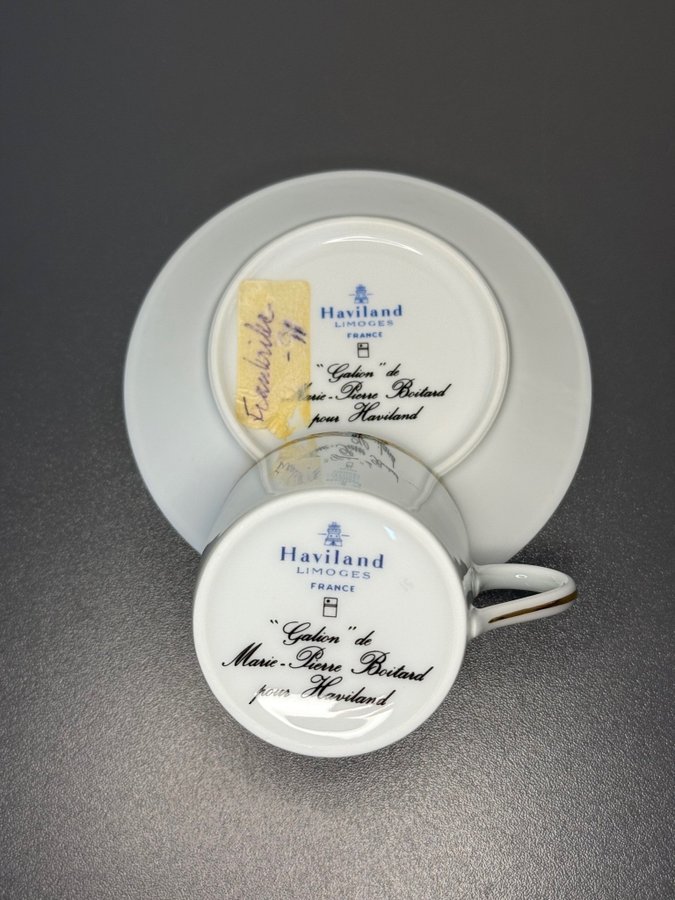 Haviland
LIMOGES
FRANCE
"Galion" de
Marie-Pierre Boitard
pour Haviland
Frankrike
Haviland
LIMOGES
FRANCE
"Galion" de
Marie-Pierre Boitard
pour Haviland